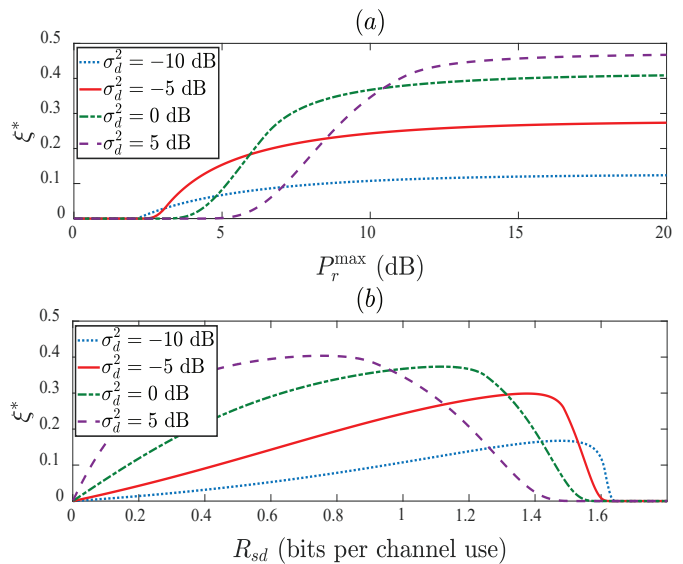 (a)
0.5
0.4
0.3
0.2
0.1
0
ξ*
σ_d^2 = −10 dB
σ_d^2 = −5 dB
σ_d^2 = 0 dB
σ_d^2 = 5 dB
0 5 10 15 20
P_r^max (dB)
(b)
0.5
0.4
0.3
0.2
0.1
0
ξ*
σ_d^2 = −10 dB
σ_d^2 = −5 dB
σ_d^2 = 0 dB
σ_d^2 = 5 dB
0 0.2 0.4 0.6 0.8 1 1.2 1.4 1.6
R_sd (bits per channel use)